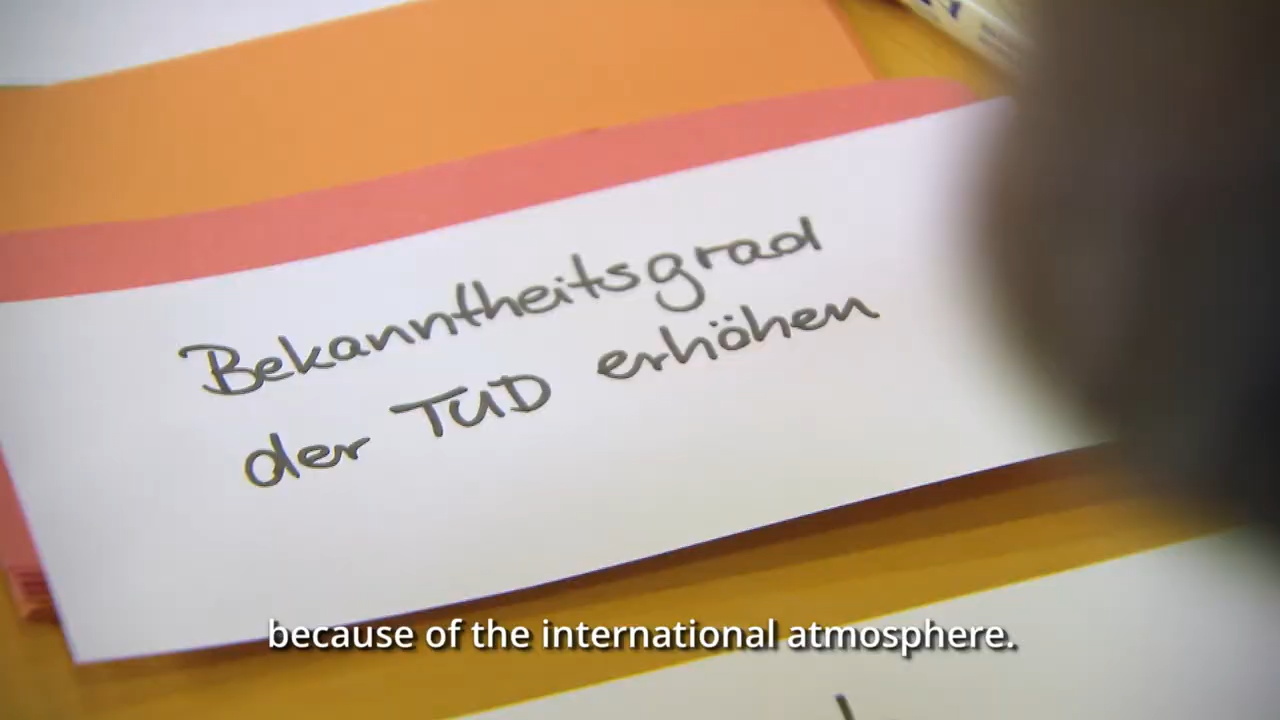 Bekanntheitsgrad
der TUD erhöhen
because of the international atmosphere.